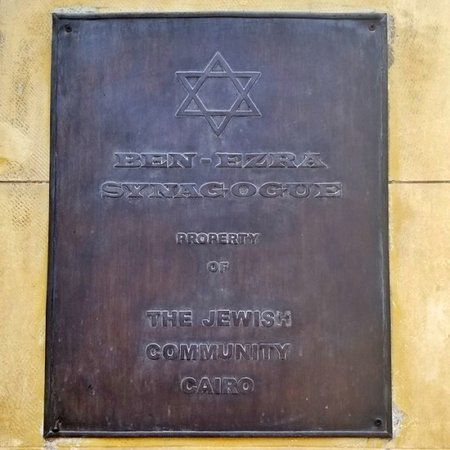 BEN-EZRA
SYNAGOGUE
PROPERTY
OF
THE JEWISH
COMMUNITY
CAIRO